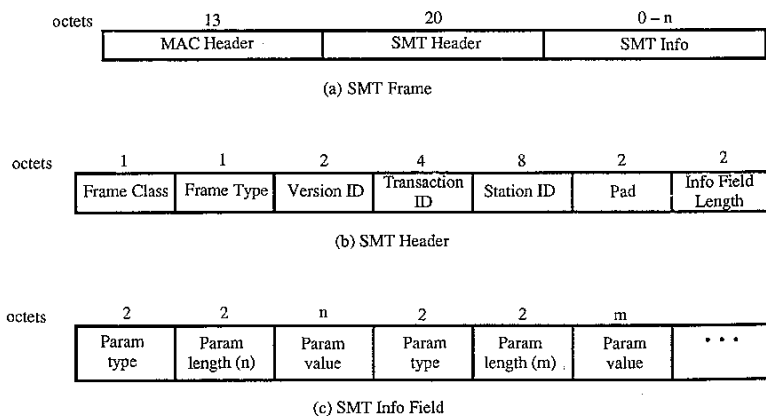 octets 13 20 0 – n
MAC Header SMT Header SMT Info
(a) SMT Frame
octets 1 1 2 4 8 2 2
Frame Class Frame Type Version ID Transaction ID Station ID Pad Info Field Length
(b) SMT Header
octets 2 2 n 2 2 m
Param type Param length (n) Param value Param type Param length (m) Param value • • •
(c) SMT Info Field